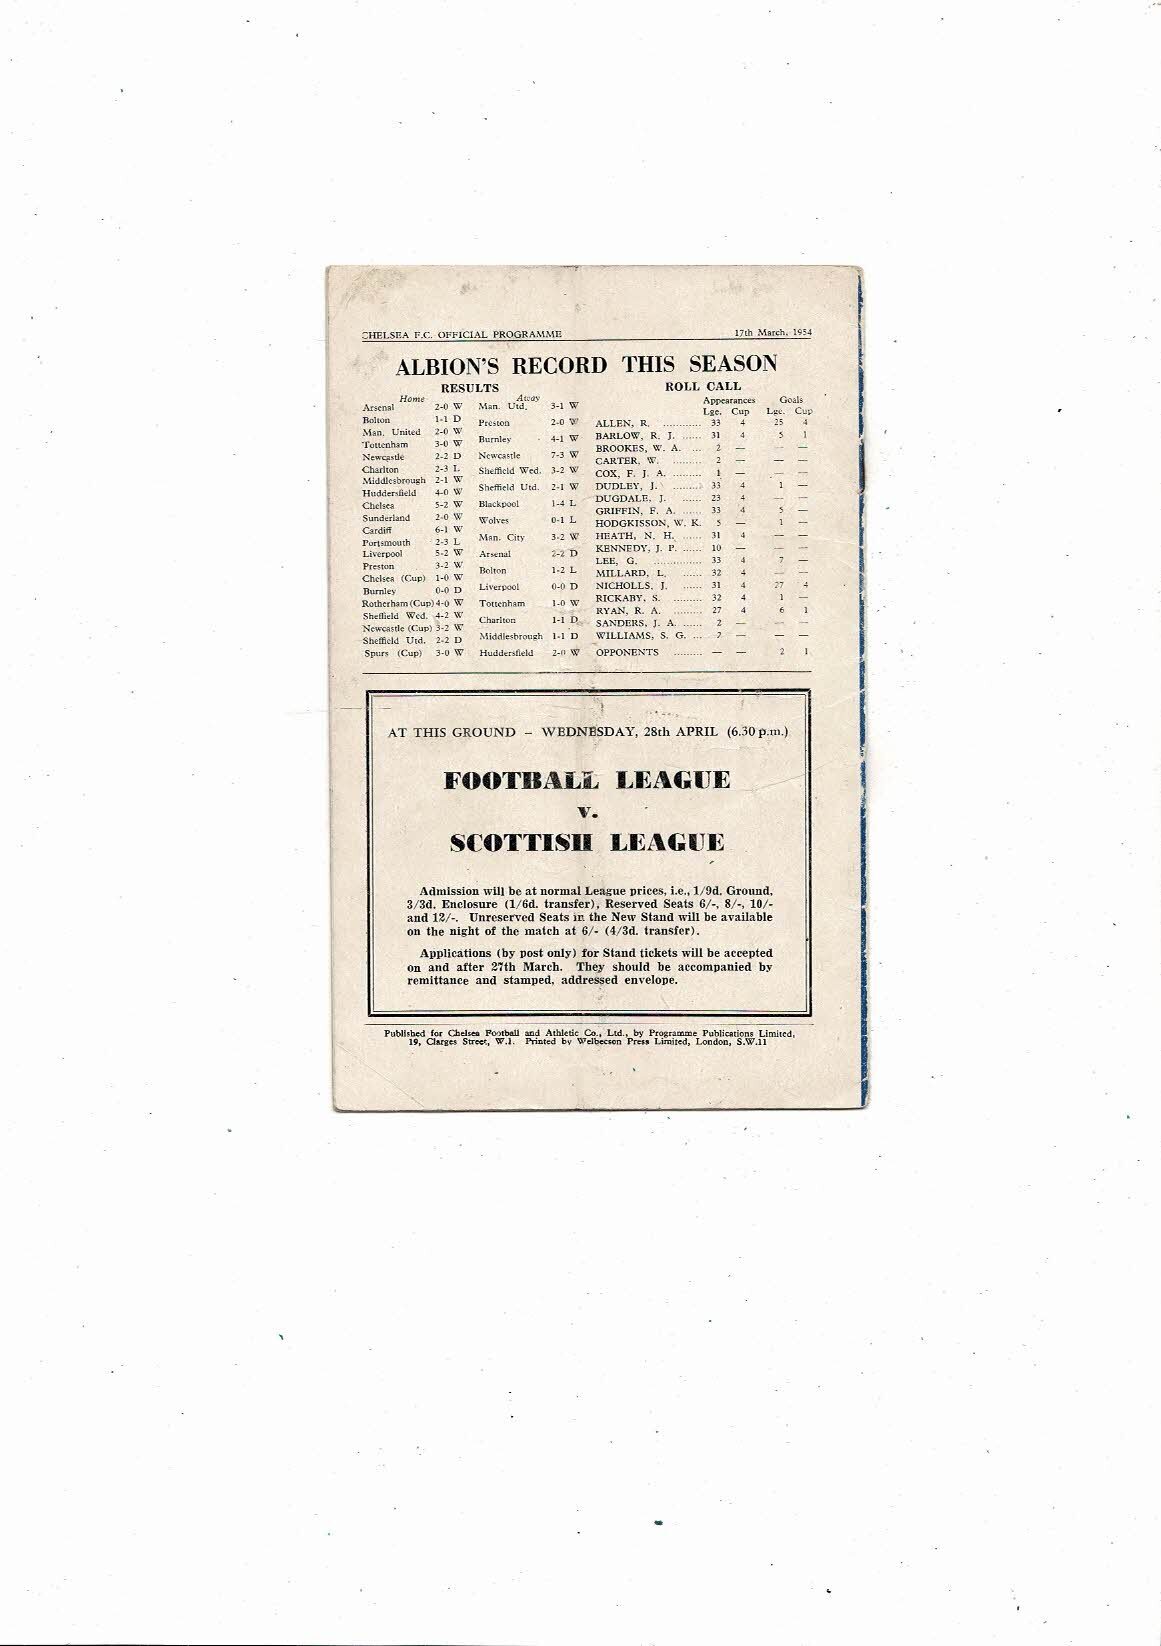 CHELSEA F.C. OFFICIAL PROGRAMME 17th March, 1954
ALBION'S RECORD THIS SEASON
RESULTS
Home Away
Arsenal 2-0 W Man. Utd. 3-1 W
Bolton 1-1 D Preston 2-0 W
Man. United 2-0 W Burnley 4-1 W
Tottenham 3-0 W Newcastle 7-3 W
Newcastle 2-2 D Sheffield Wed. 3-2 W
Charlton 2-3 L Sheffield Utd. 2-1 W
Middlesbrough 2-1 W Blackpool 1-4 L
Huddersfield 4-0 W Wolves 0-1 L
Chelsea 5-2 W Man. City 3-2 W
Sunderland 2-0 W Arsenal 2-2 D
Cardiff 6-1 W Bolton 1-2 L
Portsmouth 2-3 L Liverpool 0-0 D
Liverpool 5-2 W Tottenham 1-0 W
Preston 3-2 W Charlton 1-1 D
Chelsea (Cup) 1-0 W Middlesbrough 1-1 D
Burnley 0-0 D Huddersfield 2-0 W
Rotherham (Cup) 4-0 W
Sheffield Wed. 4-2 W
Newcastle (Cup) 3-2 W
Sheffield Utd. 2-2 D
Spurs (Cup) 3-0 W
ROLL CALL
Appearances Goals
Lge. Cup Lge. Cup
ALLEN, R. ............ 33 4 25 4
BARLOW, R. J. ...... 31 4 5 1
BROOKES, W. A. ... 2 — — —
CARTER, W. ......... 2 — — —
COX, F. J. A. ......... 1 — — —
DUDLEY, J. ......... 33 4 1 —
DUGDALE, J. ...... 23 4 — —
GRIFFIN, F. A. ...... 33 4 5 —
HODGKISSON, W. K. 5 — 1 —
HEATH, N. H. ...... 31 4 — —
KENNEDY, J. P. ...... 10 — — —
LEE, G. ............... 33 4 7 —
MILLARD, L. ...... 32 4 — —
NICHOLLS, J. ...... 31 4 27 4
RICKABY, S. ......... 32 4 1 —
RYAN, R. A. ......... 27 4 6 1
SANDERS, J. A. ...... 2 — — —
WILLIAMS, S. G. ... 2 — — —
OPPONENTS ......... — — 2 1
AT THIS GROUND – WEDNESDAY, 28th APRIL (6.30 p.m.)
FOOTBALL LEAGUE
v.
SCOTTISH LEAGUE
Admission will be at normal League prices, i.e., 1/9d. Ground,
3/3d. Enclosure (1/6d. transfer), Reserved Seats 6/-, 8/-, 10/-
and 12/-. Unreserved Seats in the New Stand will be available
on the night of the match at 6/- (4/3d. transfer).
Applications (by post only) for Stand tickets will be accepted
on and after 27th March. They should be accompanied by
remittance and stamped, addressed envelope.
Published for Chelsea Football and Athletic Co., Ltd., by Programme Publications Limited,
19, Clarges Street, W.1. Printed by Welbecson Press Limited, London, S.W.11